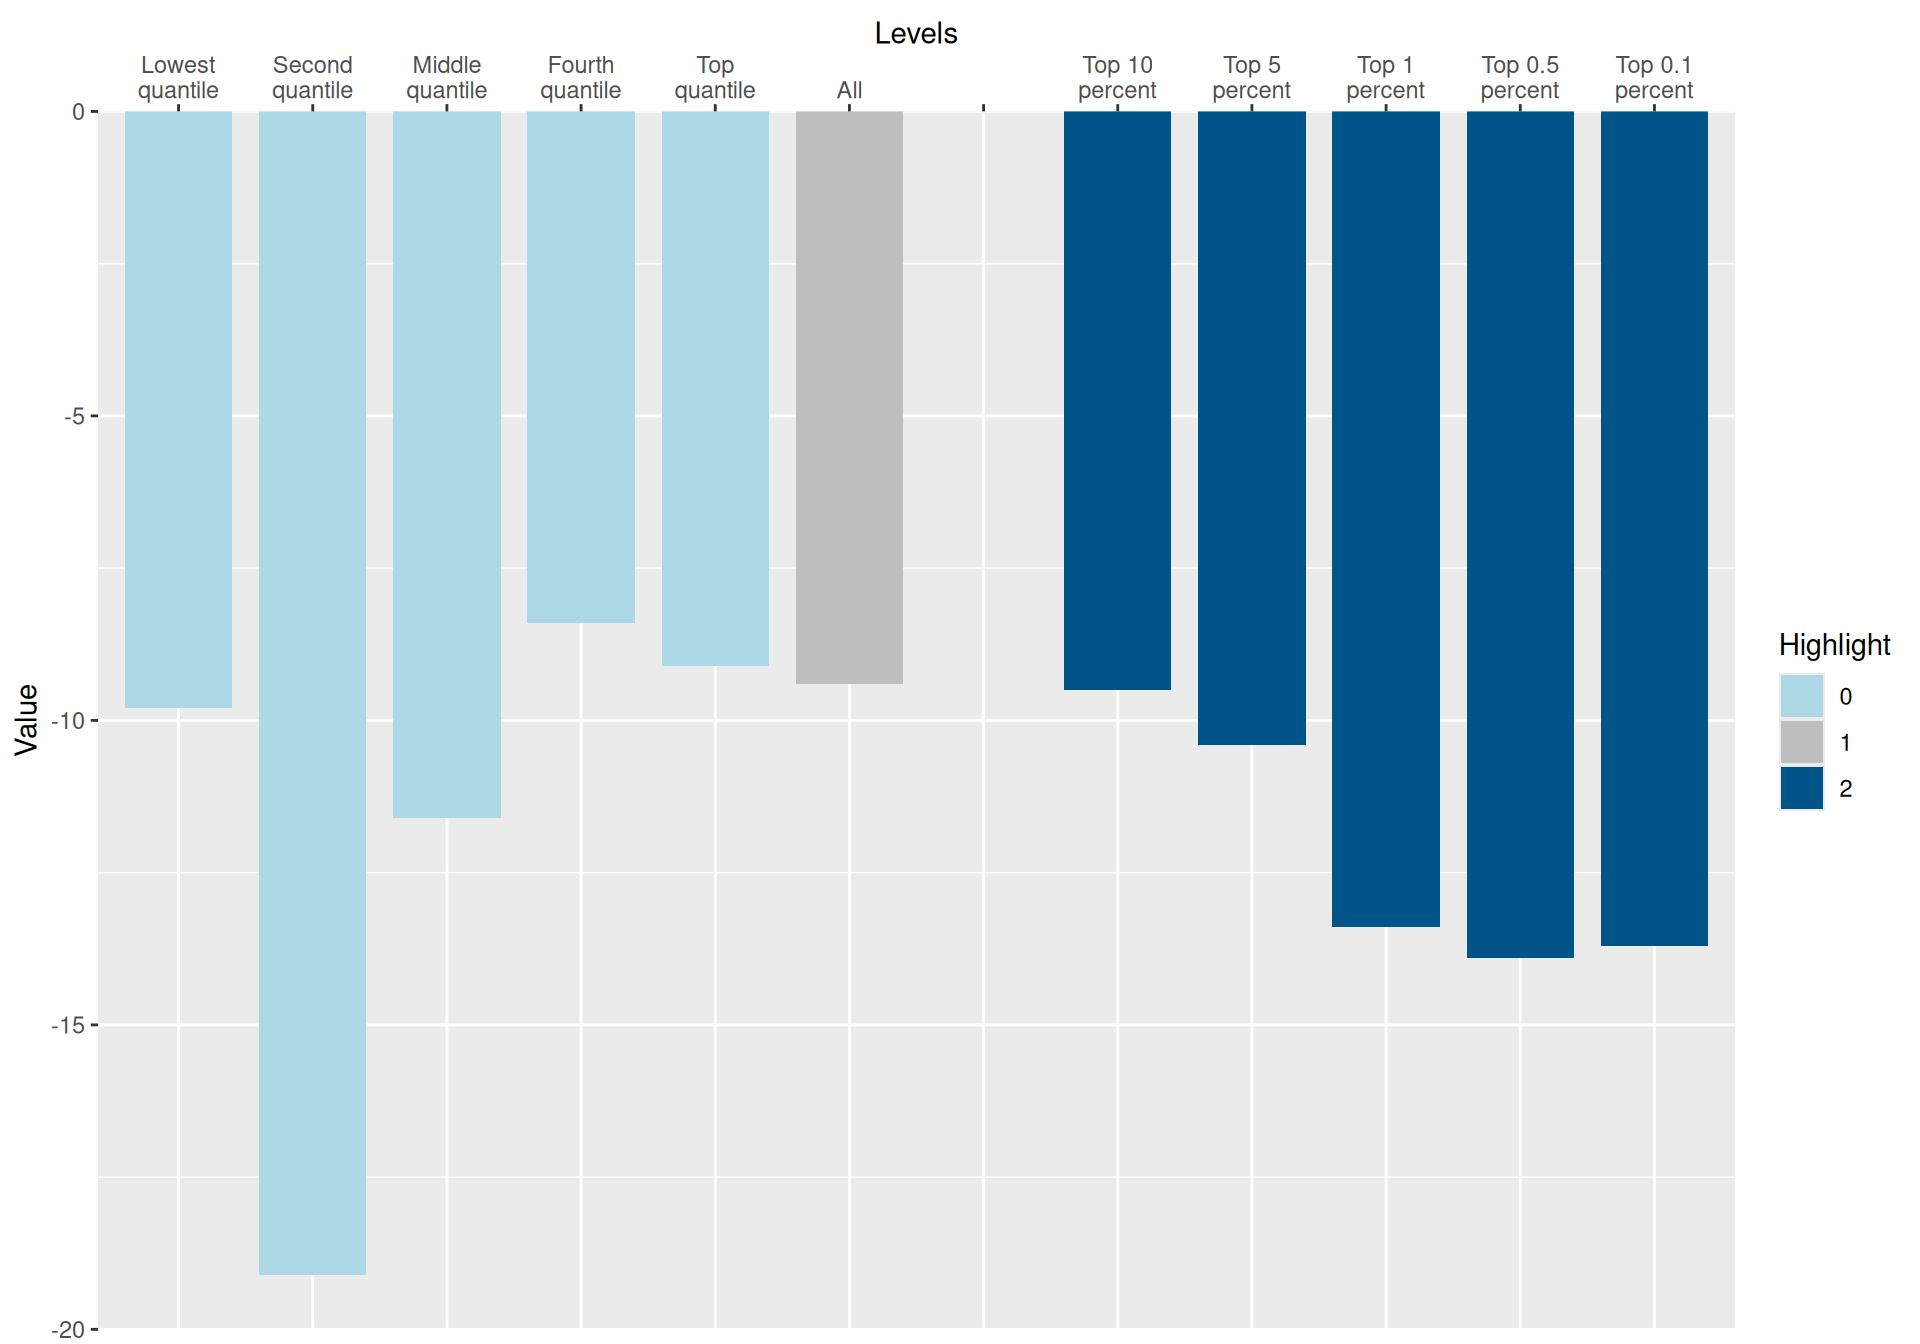 Levels
Lowest quantile
Second quantile
Middle quantile
Fourth quantile
Top quantile
All
Top 10 percent
Top 5 percent
Top 1 percent
Top 0.5 percent
Top 0.1 percent
0
-5
-10
-15
-20
Value
Highlight
0
1
2